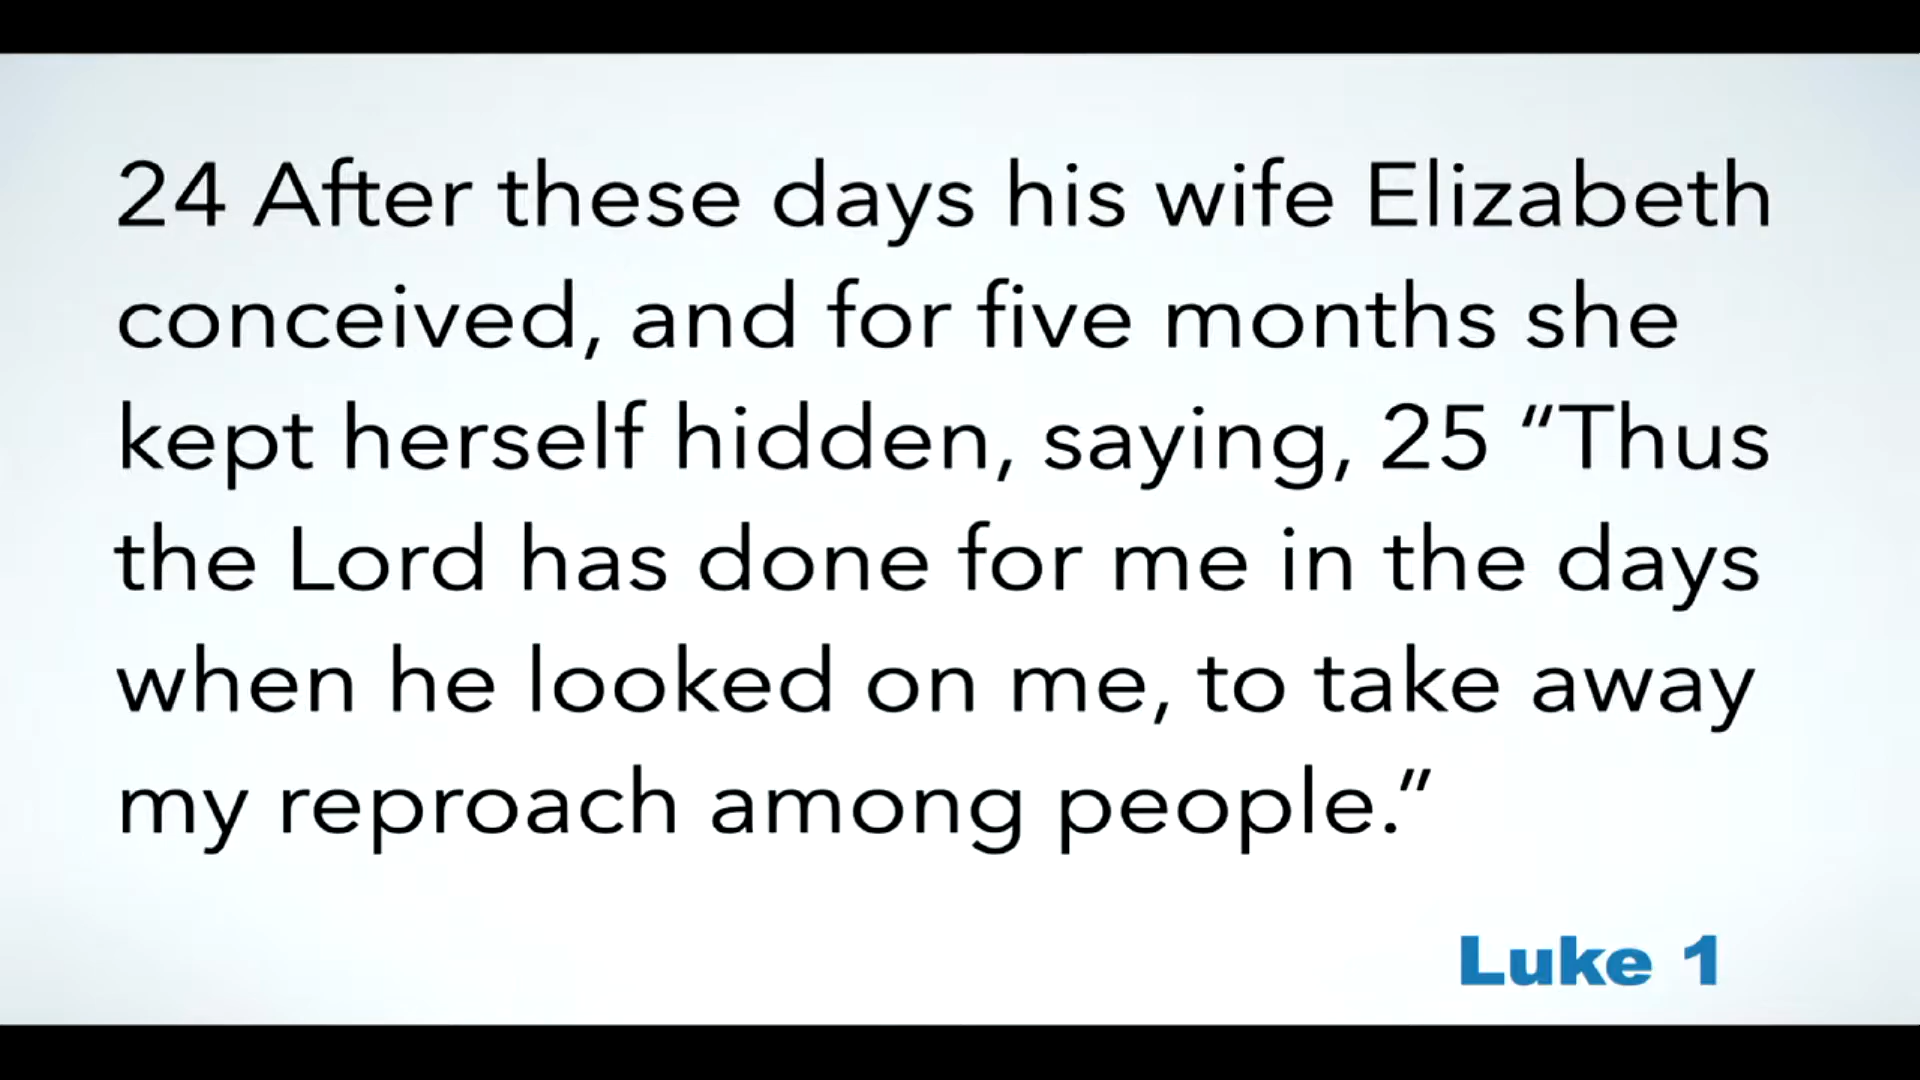 24 After these days his wife Elizabeth
conceived, and for five months she
kept herself hidden, saying, 25 “Thus
the Lord has done for me in the days
when he looked on me, to take away
my reproach among people.”
Luke 1